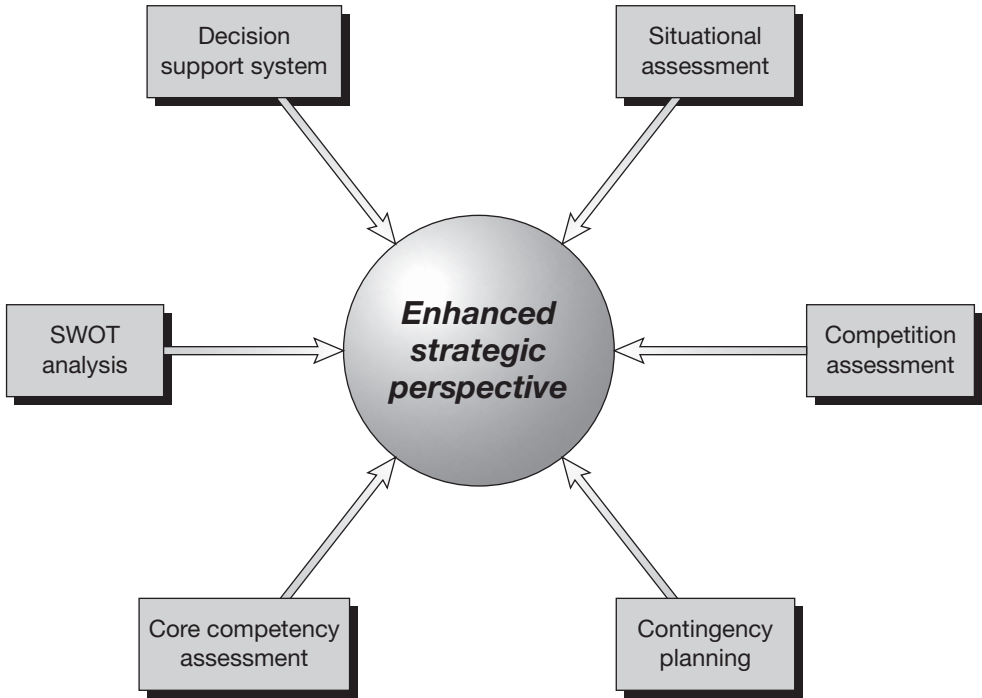 Decision
support system
Situational
assessment
SWOT
analysis
Enhanced
strategic
perspective
Competition
assessment
Core competency
assessment
Contingency
planning